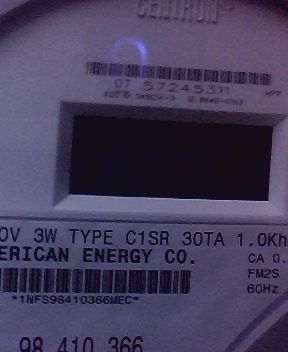 CENTRON
07 57245311
0V 3W TYPE C1SR 30TA 1.0Kh
ERICAN ENERGY CO.
CA 0.
FM2S
60Hz
*1NFS98410366MEC*
98 410 366